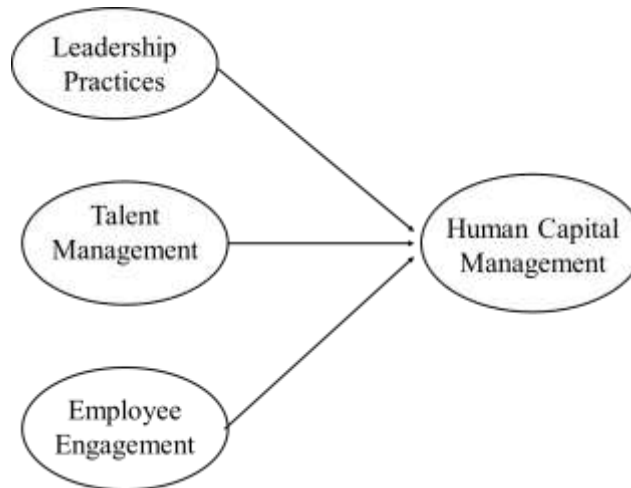 Leadership
Practices
Talent
Management
Human Capital
Management
Employee
Engagement